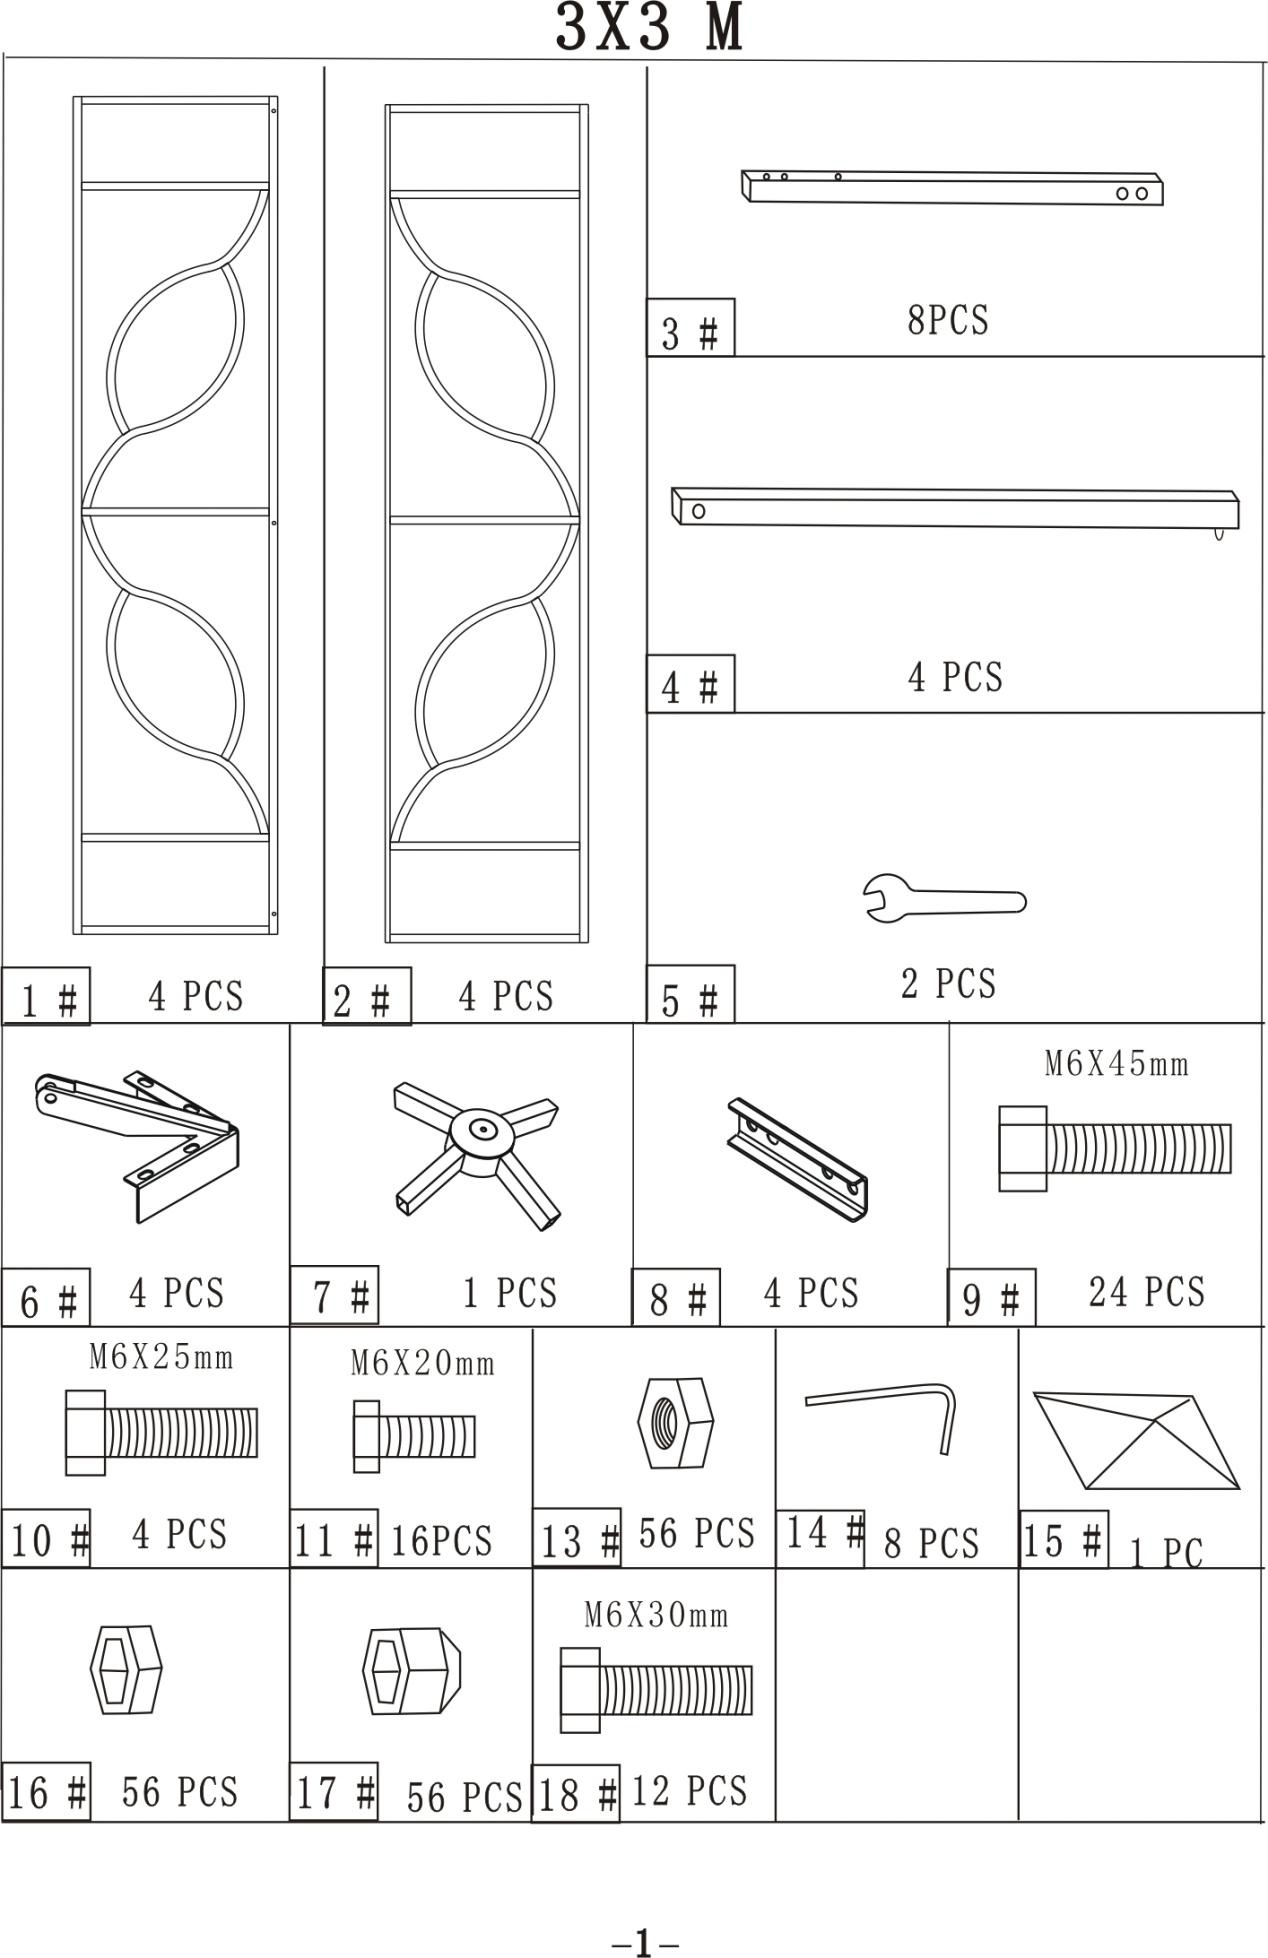 3X3 M
3 #
8PCS
4 #
4 PCS
1 #
4 PCS
2 #
4 PCS
5 #
2 PCS
M6X45mm
6 #
4 PCS
7 #
1 PCS
8 #
4 PCS
9 #
24 PCS
M6X25mm
M6X20mm
10 #
4 PCS
11 #
16PCS
13 #
56 PCS
14 #
8 PCS
15 #
1 PC
M6X30mm
16 #
56 PCS
17 #
56 PCS
18 #
12 PCS
-1-